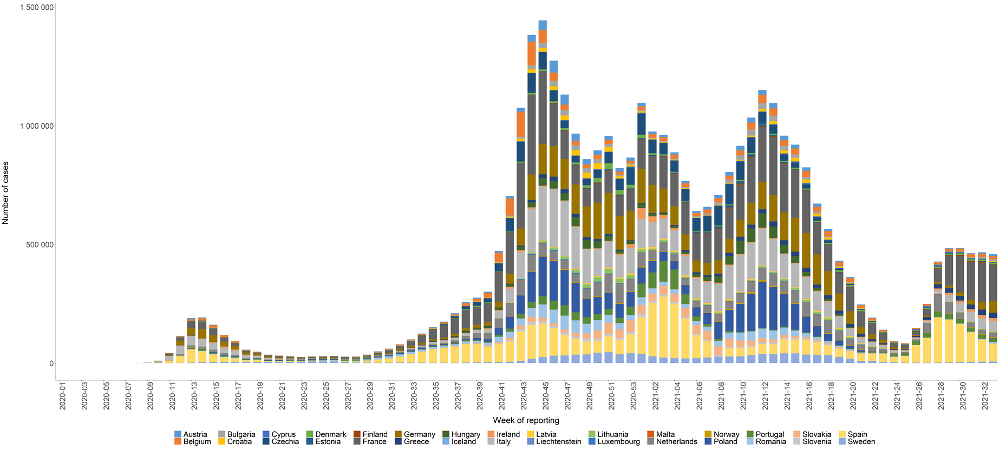 1 500 000
1 000 000
500 000
0
Number of cases
2020-01 2020-03 2020-05 2020-07 2020-09 2020-11 2020-13 2020-15 2020-17 2020-19 2020-21 2020-23 2020-25 2020-27 2020-29 2020-31 2020-33 2020-35 2020-37 2020-39 2020-41 2020-43 2020-45 2020-47 2020-49 2020-51 2020-53 2021-02 2021-04 2021-06 2021-08 2021-10 2021-12 2021-14 2021-16 2021-18 2021-20 2021-22 2021-24 2021-26 2021-28 2021-30 2021-32
Week of reporting
Austria Bulgaria Cyprus Denmark Finland Germany Hungary Ireland Latvia Lithuania Malta Norway Portugal Slovakia Spain
Belgium Croatia Czechia Estonia France Greece Iceland Italy Liechtenstein Luxembourg Netherlands Poland Romania Slovenia Sweden